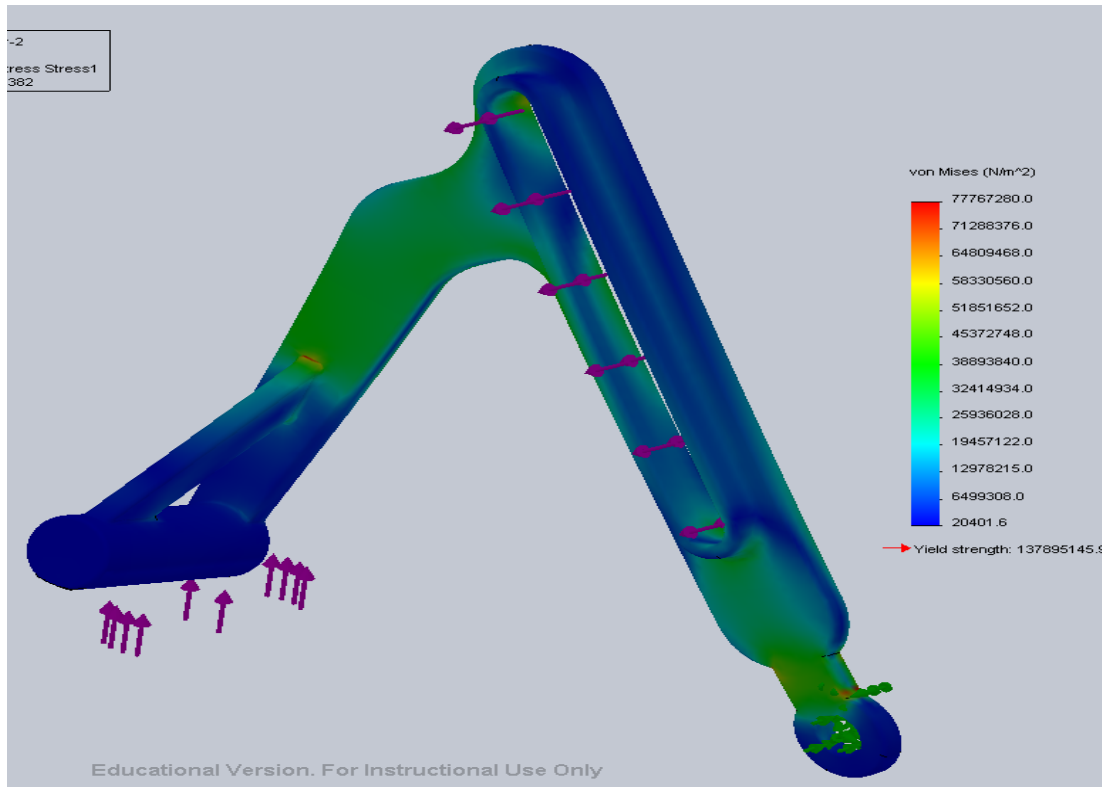 r-2
tress Stress1
382
von Mises (N/m^2)
77767280.0
71288376.0
64809468.0
58330560.0
51851652.0
45372748.0
38893840.0
32414934.0
25936028.0
19457122.0
12978215.0
6499308.0
20401.6
Yield strength: 137895145.9
Educational Version. For Instructional Use Only